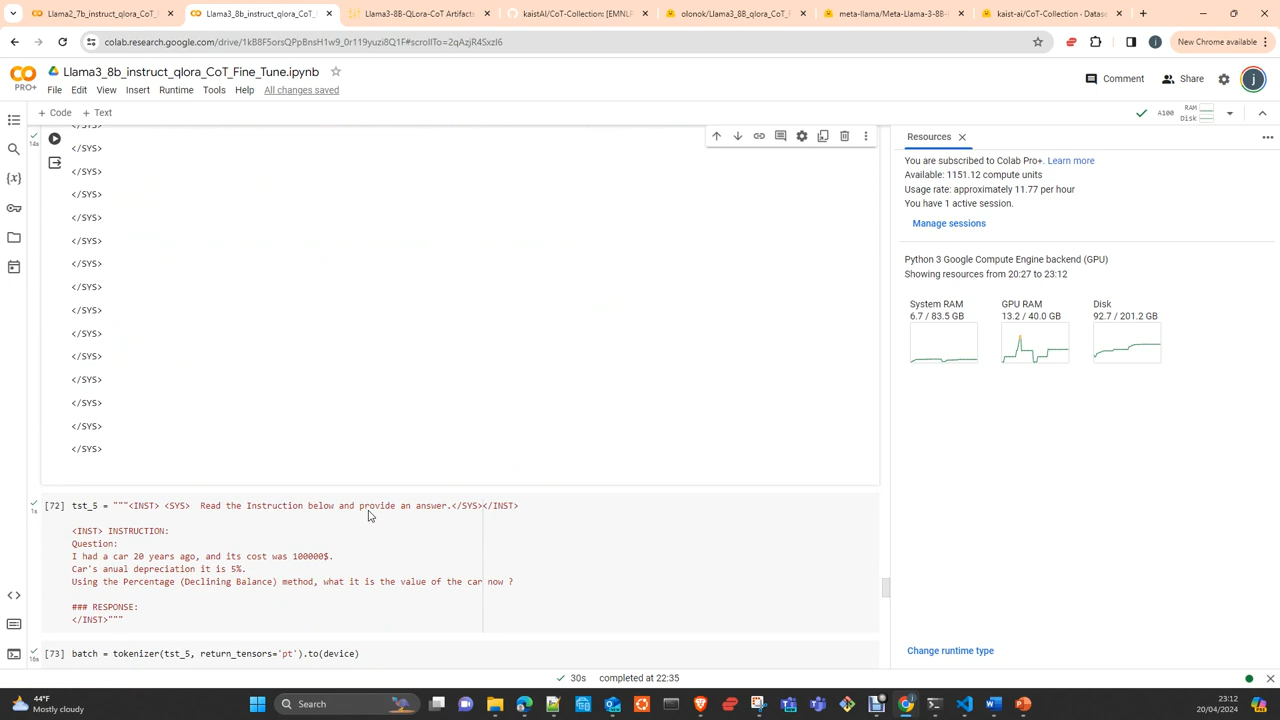 Llama2_7b_instruct_qlora_CoT_F
Llama3_8b_instruct_qlora_CoT_F
Llama3-8B-QLora-CoT Artifacts
kaistAI/CoT-Collection: [EMNLP
olonok/Llama3_8B_qlora_CoT_F
meta-llama/Meta-Llama-3-8B-I
kaist-ai/CoT-Collection · Datase
colab.research.google.com/drive/1kB8F5orsQPpBnsH1w9_0r119yuzi8Q1F#scrollTo=2qAzjR4Sxzl6
New Chrome available
CO
PRO+
Llama3_8b_instruct_qlora_CoT_Fine_Tune.ipynb
File Edit View Insert Runtime Tools Help All changes saved
Comment
Share
j
+ Code + Text
A100
RAM
Disk
</SYS>
14s
</SYS>
</SYS>
</SYS>
</SYS>
</SYS>
</SYS>
</SYS>
</SYS>
</SYS>
</SYS>
</SYS>
</SYS>
</SYS>
</SYS>
Resources
You are subscribed to Colab Pro+. Learn more
Available: 1151.12 compute units
Usage rate: approximately 11.77 per hour
You have 1 active session.
Manage sessions
Python 3 Google Compute Engine backend (GPU)
Showing resources from 20:27 to 23:12
System RAM
6.7 / 83.5 GB
GPU RAM
13.2 / 40.0 GB
Disk
92.7 / 201.2 GB
[72] tst_5 = """<INST> <SYS>  Read the Instruction below and provide an answer.</SYS></INST>
1s
<INST> INSTRUCTION:
Question:
I had a car 20 years ago, and its cost was 100000$.
Car's anual depreciation it is 5%.
Using the Percentage (Declining Balance) method, what it is the value of the car now ?
### RESPONSE:
</INST>"""
[73] batch = tokenizer(tst_5, return_tensors='pt').to(device)
16s
Change runtime type
30s completed at 22:35
44°F
Mostly cloudy
Search
23:12
20/04/2024